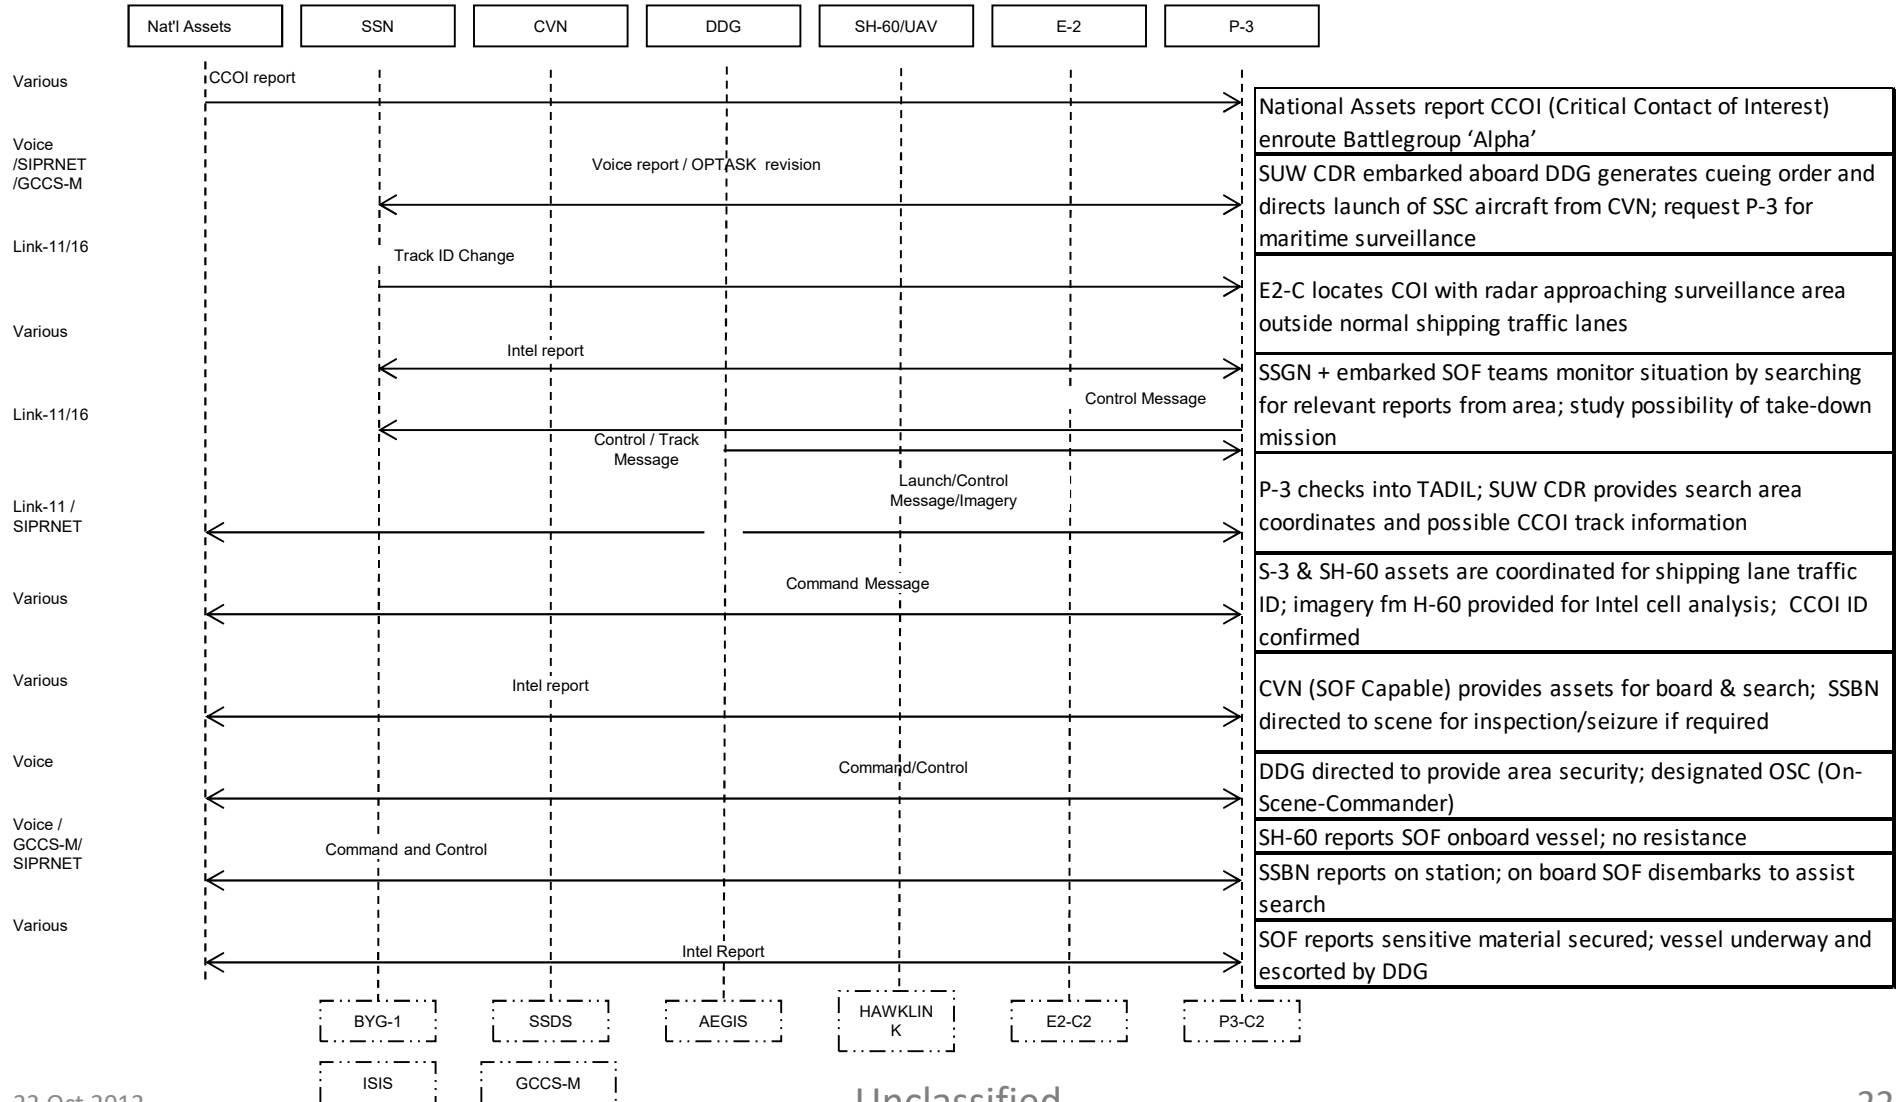 Nat'l Assets
SSN
CVN
DDG
SH-60/UAV
E-2
P-3
Various
CCOI report
National Assets report CCOI (Critical Contact of Interest)
enroute Battlegroup ‘Alpha’
Voice
/SIPRNET
/GCCS-M
Voice report / OPTASK revision
SUW CDR embarked aboard DDG generates cueing order and
directs launch of SSC aircraft from CVN; request P-3 for
maritime surveillance
Link-11/16
Track ID Change
E2-C locates COI with radar approaching surveillance area
outside normal shipping traffic lanes
Various
Intel report
SSGN + embarked SOF teams monitor situation by searching
for relevant reports from area; study possibility of take-down
mission
Link-11/16
Control Message
Control / Track
Message
Launch/Control
Message/Imagery
P-3 checks into TADIL; SUW CDR provides search area
coordinates and possible CCOI track information
Link-11 /
SIPRNET
Command Message
S-3 & SH-60 assets are coordinated for shipping lane traffic
ID; imagery fm H-60 provided for Intel cell analysis; CCOI ID
confirmed
Various
Various
Intel report
CVN (SOF Capable) provides assets for board & search; SSBN
directed to scene for inspection/seizure if required
Voice
Command/Control
DDG directed to provide area security; designated OSC (On-
Scene-Commander)
Voice /
GCCS-M/
SIPRNET
Command and Control
SH-60 reports SOF onboard vessel; no resistance
SSBN reports on station; on board SOF disembarks to assist
search
Various
Intel Report
SOF reports sensitive material secured; vessel underway and
escorted by DDG
BYG-1
SSDS
AEGIS
HAWKLIN
K
E2-C2
P3-C2
ISIS
GCCS-M
Unclassified